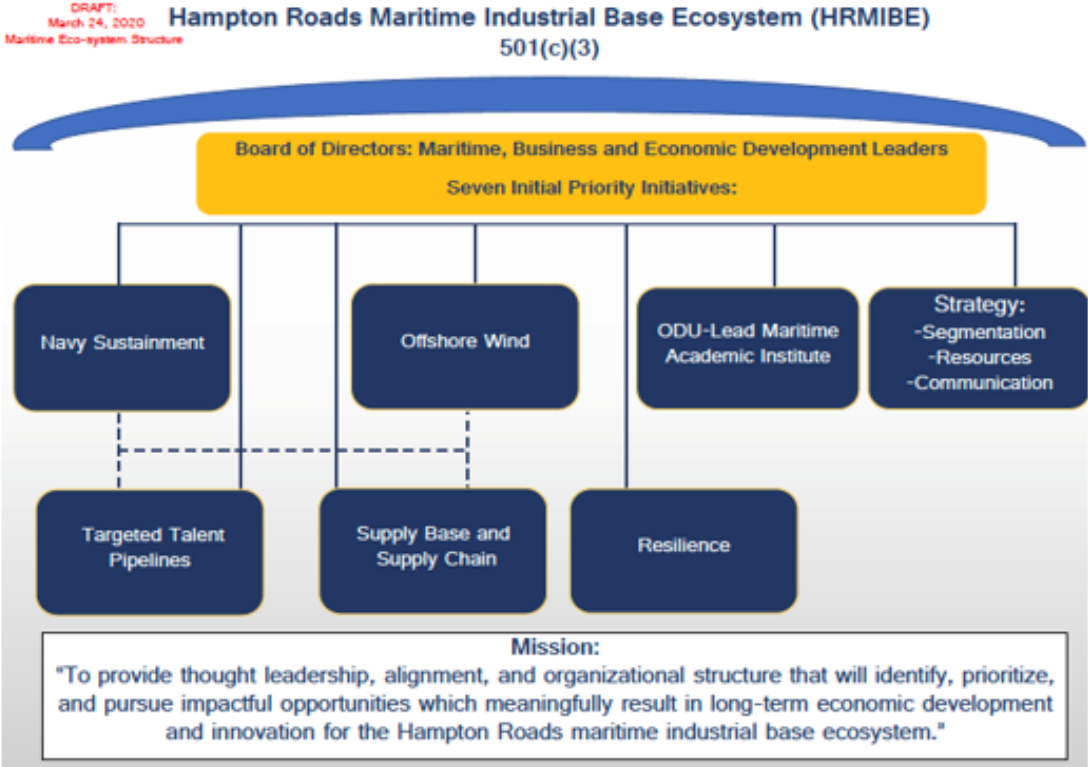 DRAFT:
March 24, 2020
Maritime Eco-system Structure
Hampton Roads Maritime Industrial Base Ecosystem (HRMIBE)
501(c)(3)
Board of Directors: Maritime, Business and Economic Development Leaders
Seven Initial Priority Initiatives:
Navy Sustainment
Offshore Wind
ODU-Lead Maritime
Academic Institute
Strategy:
-Segmentation
-Resources
-Communication
Targeted Talent
Pipelines
Supply Base and
Supply Chain
Resilience
Mission:
"To provide thought leadership, alignment, and organizational structure that will identify, prioritize,
and pursue impactful opportunities which meaningfully result in long-term economic development
and innovation for the Hampton Roads maritime industrial base ecosystem."